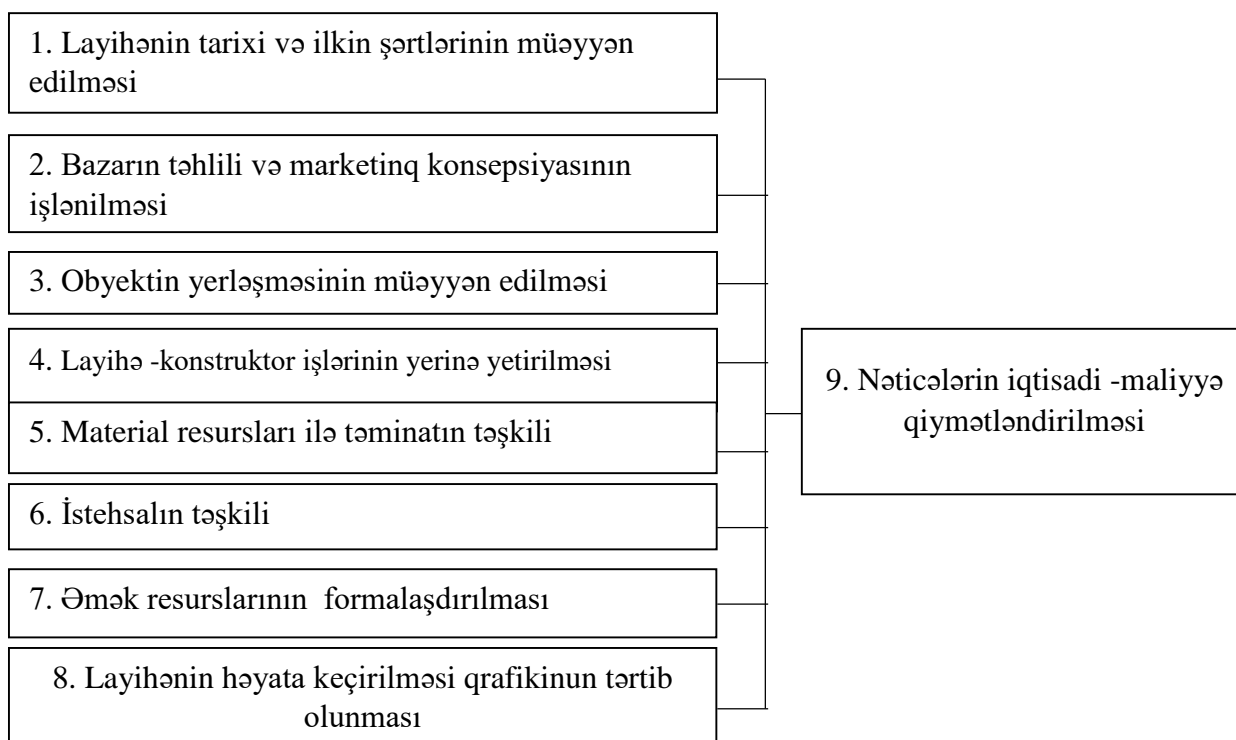 1. Layihənin tarixi və ilkin şərtlərinin müəyyən
edilməsi
2. Bazarın təhlili və marketinq konsepsiyasının
işlənilməsi
3. Obyektin yerləşməsinin müəyyən edilməsi
4. Layihə -konstruktor işlərinin yerinə yetirilməsi
5. Material resursları ilə təminatın təşkili
6. İstehsalın təşkili
7. Əmək resurslarının formalaşdırılması
8. Layihənin həyata keçirilməsi qrafikinun tərtib
olunması
9. Nəticələrin iqtisadi -maliyyə
qiymətləndirilməsi